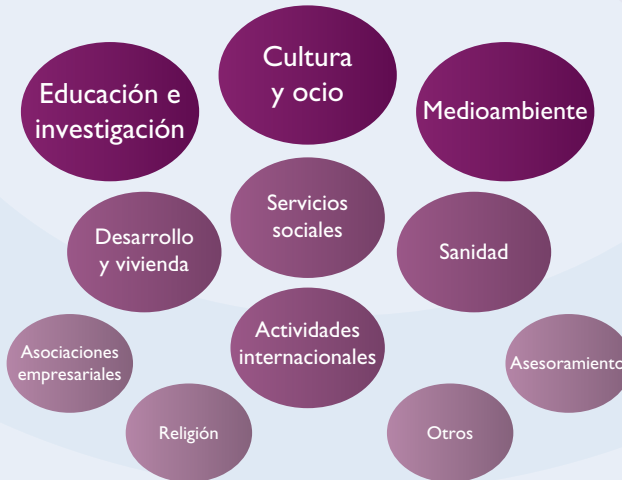 Cultura
y ocio
Educación e
investigación
Medioambiente
Servicios
sociales
Desarrollo
y vivienda
Sanidad
Actividades
internacionales
Asociaciones
empresariales
Asesoramiento
Religión
Otros